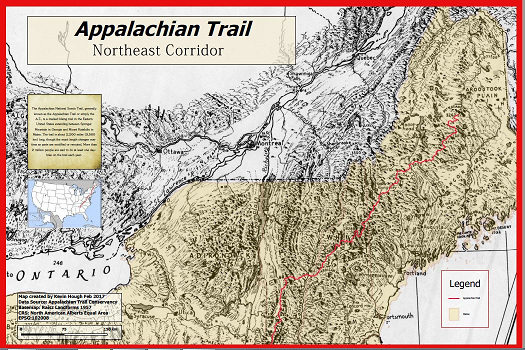 Appalachian Trail
Northeast Corridor
The Appalachian National Scenic Trail, generally
known as the Appalachian Trail or simply the
A.T., is a marked hiking trail in the Eastern
United States extending between Springer
Mountain in Georgia and Mount Katahdin in
Maine. The trail is about 2,200 miles
long, though the exact length changes over
time as parts are modified or rerouted. More than
2 million people are said to do at least one day-
hike on the trail each year.
Quebec
AROOSTOOK
PLAIN
Ottawa
Montreal
246
ONTARIO
Portland
Portsmouth
Legend
Appalachian Trail
States
Map created by Kevin Hough Feb 2017
Data Source: Appalachian Trail Conservancy
Basemap: Raisz Landforms 1957
CRS: North American Alberts Equal Area
EPSG:102008
0 75 150 mi